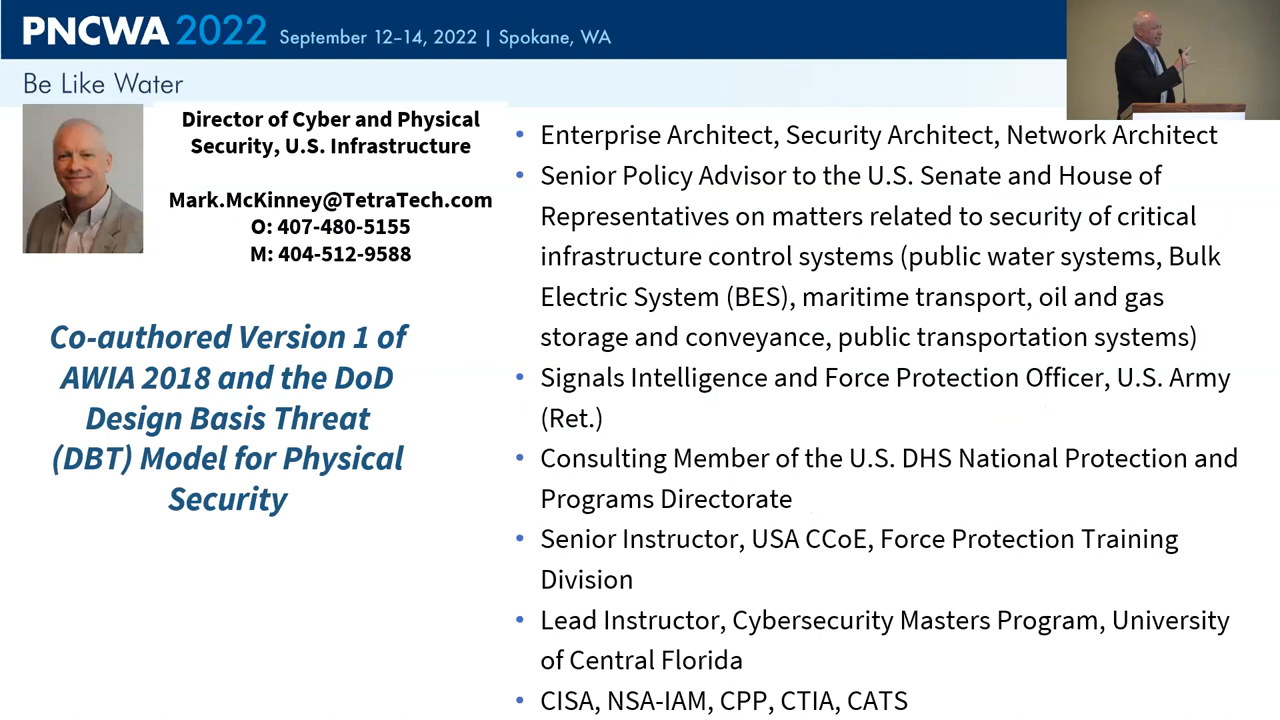 PNCWA 2022 September 12–14, 2022 | Spokane, WA
Be Like Water
Director of Cyber and Physical
Security, U.S. Infrastructure
Mark.McKinney@TetraTech.com
O: 407-480-5155
M: 404-512-9588
Co-authored Version 1 of
AWIA 2018 and the DoD
Design Basis Threat
(DBT) Model for Physical
Security
• Enterprise Architect, Security Architect, Network Architect
• Senior Policy Advisor to the U.S. Senate and House of
Representatives on matters related to security of critical
infrastructure control systems (public water systems, Bulk
Electric System (BES), maritime transport, oil and gas
storage and conveyance, public transportation systems)
• Signals Intelligence and Force Protection Officer, U.S. Army
(Ret.)
• Consulting Member of the U.S. DHS National Protection and
Programs Directorate
• Senior Instructor, USA CCoE, Force Protection Training
Division
• Lead Instructor, Cybersecurity Masters Program, University
of Central Florida
• CISA, NSA-IAM, CPP, CTIA, CATS